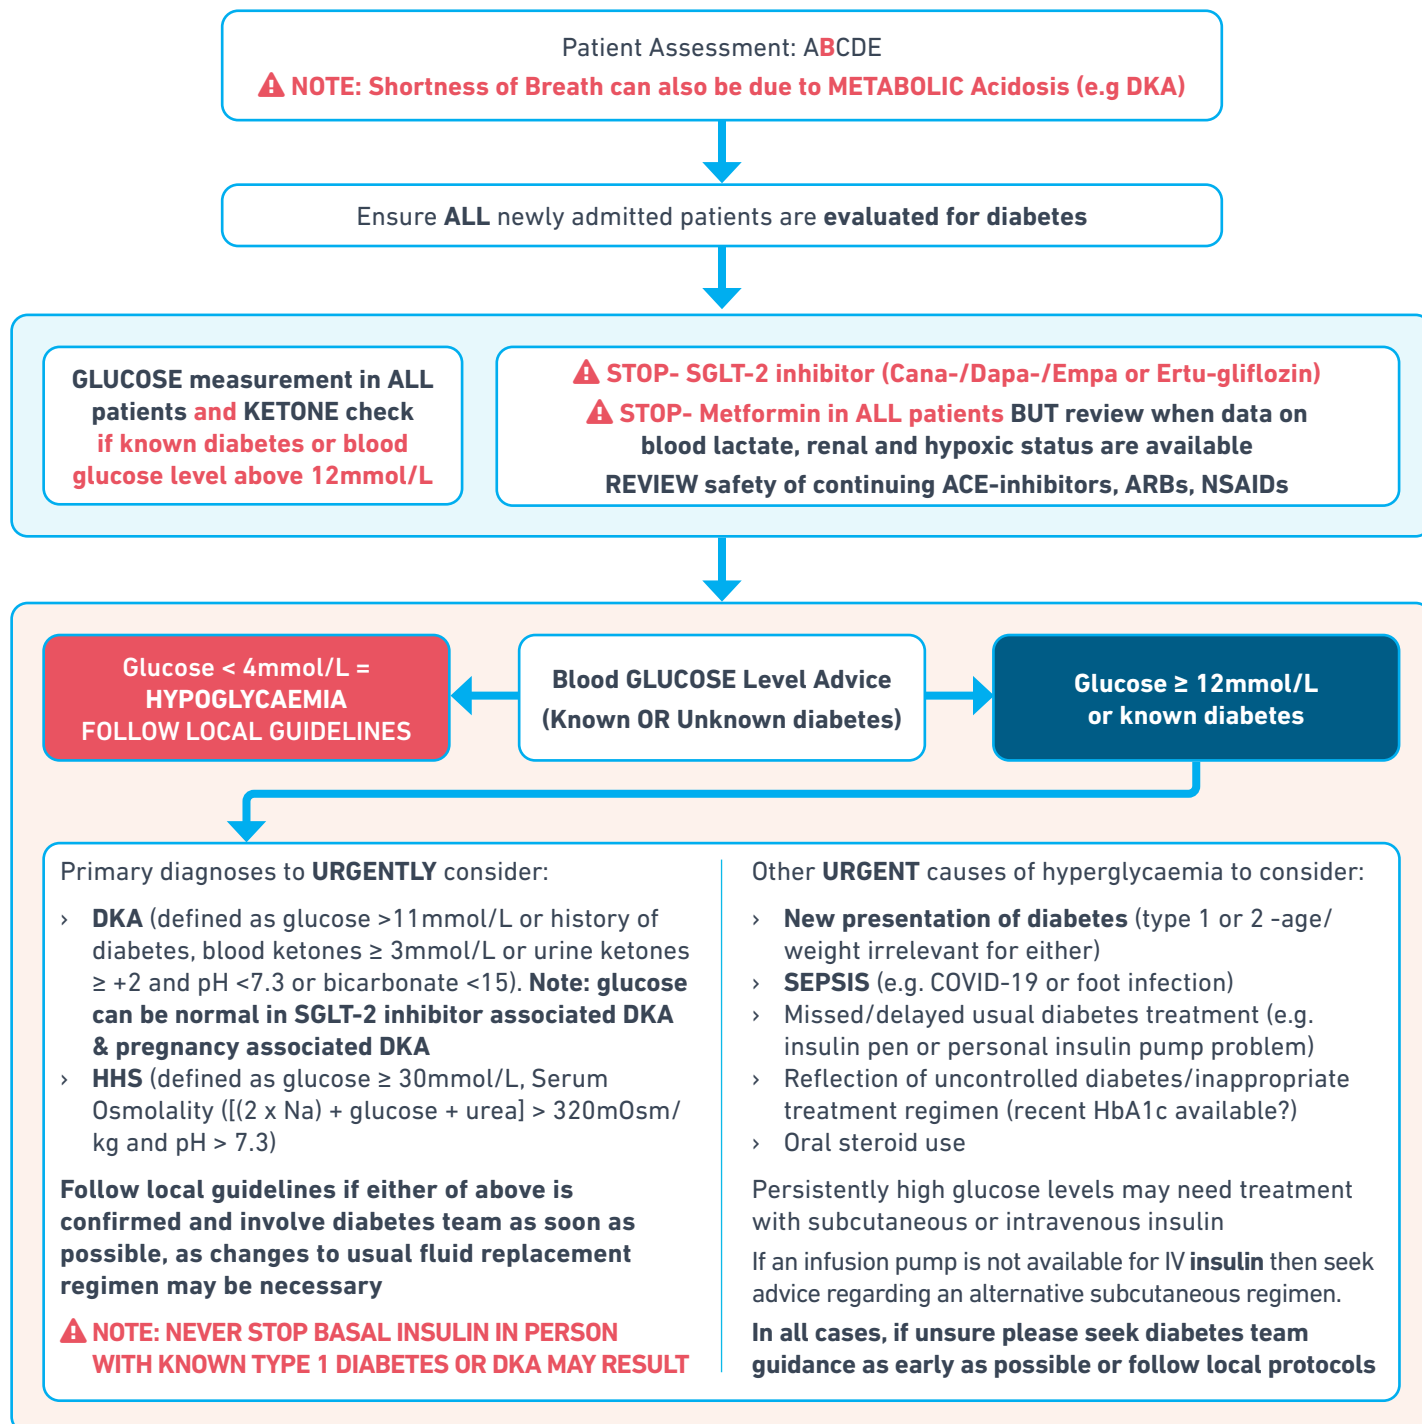 Patient Assessment: ABCDE
NOTE: Shortness of Breath can also be due to METABOLIC Acidosis (e.g DKA)
Ensure ALL newly admitted patients are evaluated for diabetes
GLUCOSE measurement in ALL
patients and KETONE check
if known diabetes or blood
glucose level above 12mmol/L
STOP- SGLT-2 inhibitor (Cana-/Dapa-/Empa or Ertu-gliflozin)
STOP- Metformin in ALL patients BUT review when data on
blood lactate, renal and hypoxic status are available
REVIEW safety of continuing ACE-inhibitors, ARBs, NSAIDs
Glucose < 4mmol/L =
HYPOGLYCAEMIA
FOLLOW LOCAL GUIDELINES
Blood GLUCOSE Level Advice
(Known OR Unknown diabetes)
Glucose ≥ 12mmol/L
or known diabetes
Primary diagnoses to URGENTLY consider:
› DKA (defined as glucose >11mmol/L or history of
diabetes, blood ketones ≥ 3mmol/L or urine ketones
≥ +2 and pH <7.3 or bicarbonate <15). Note: glucose
can be normal in SGLT-2 inhibitor associated DKA
& pregnancy associated DKA
› HHS (defined as glucose ≥ 30mmol/L, Serum
Osmolality ([(2 x Na) + glucose + urea] > 320mOsm/
kg and pH > 7.3)
Follow local guidelines if either of above is
confirmed and involve diabetes team as soon as
possible, as changes to usual fluid replacement
regimen may be necessary
NOTE: NEVER STOP BASAL INSULIN IN PERSON
WITH KNOWN TYPE 1 DIABETES OR DKA MAY RESULT
Other URGENT causes of hyperglycaemia to consider:
› New presentation of diabetes (type 1 or 2 -age/
weight irrelevant for either)
› SEPSIS (e.g. COVID-19 or foot infection)
› Missed/delayed usual diabetes treatment (e.g.
insulin pen or personal insulin pump problem)
› Reflection of uncontrolled diabetes/inappropriate
treatment regimen (recent HbA1c available?)
› Oral steroid use
Persistently high glucose levels may need treatment
with subcutaneous or intravenous insulin
If an infusion pump is not available for IV insulin then seek
advice regarding an alternative subcutaneous regimen.
In all cases, if unsure please seek diabetes team
guidance as early as possible or follow local protocols